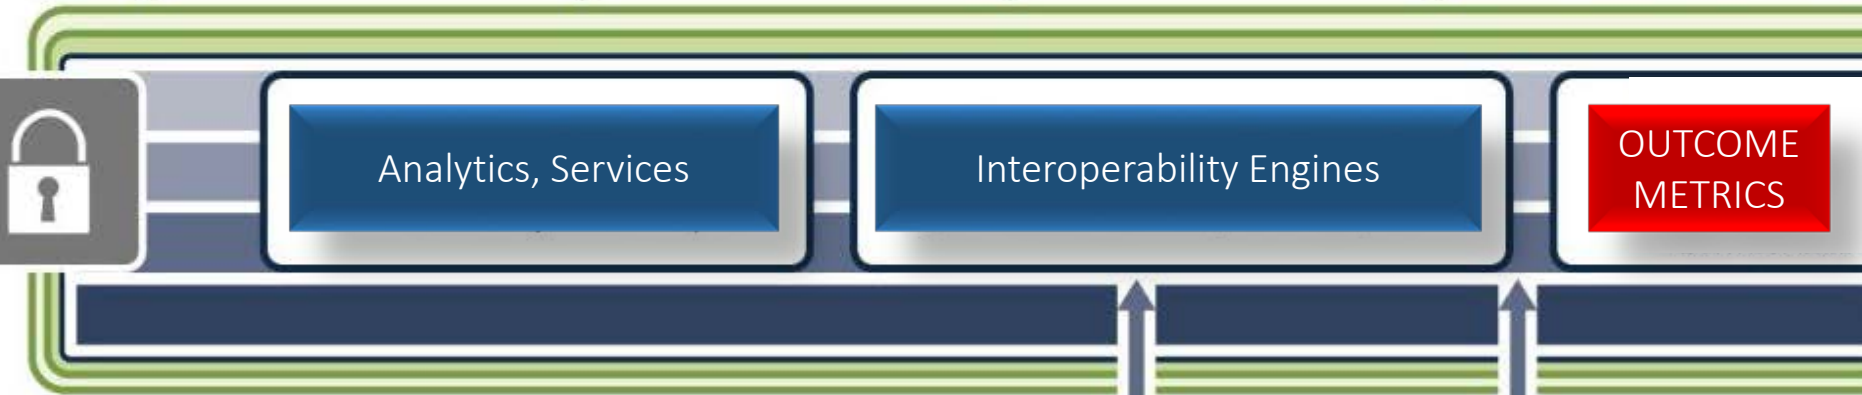 Analytics, Services
Interoperability Engines
OUTCOME
METRICS